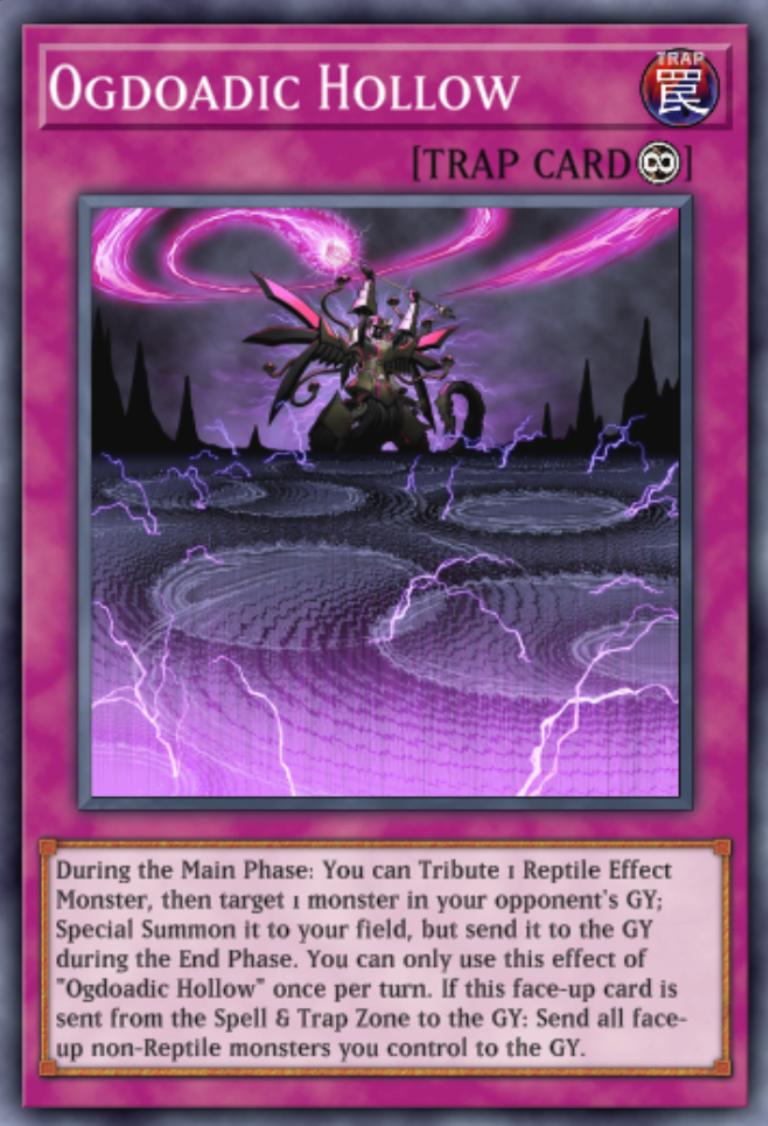 Ogdoadic Hollow
TRAP
罠
[TRAP CARD]
During the Main Phase: You can Tribute 1 Reptile Effect
Monster, then target 1 monster in your opponent's GY;
Special Summon it to your field, but send it to the GY
during the End Phase. You can only use this effect of
"Ogdoadic Hollow" once per turn. If this face-up card is
sent from the Spell & Trap Zone to the GY: Send all face-
up non-Reptile monsters you control to the GY.